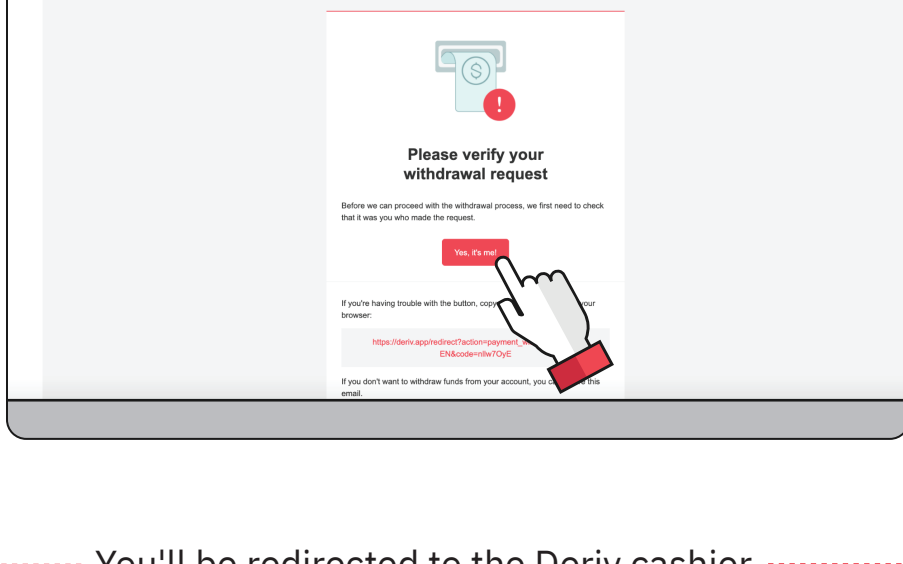 $
!
Please verify your
withdrawal request
Before we can proceed with the withdrawal process, we first need to check
that it was you who made the request.
Yes, it's me!
If you're having trouble with the button, copy your
browser:
https://deriv.app/redirect?action=payment_
EN&code=nIlw7OyE
If you don't want to withdraw funds from your account, you this
email.
You'll be redirected to the Deriv cashier